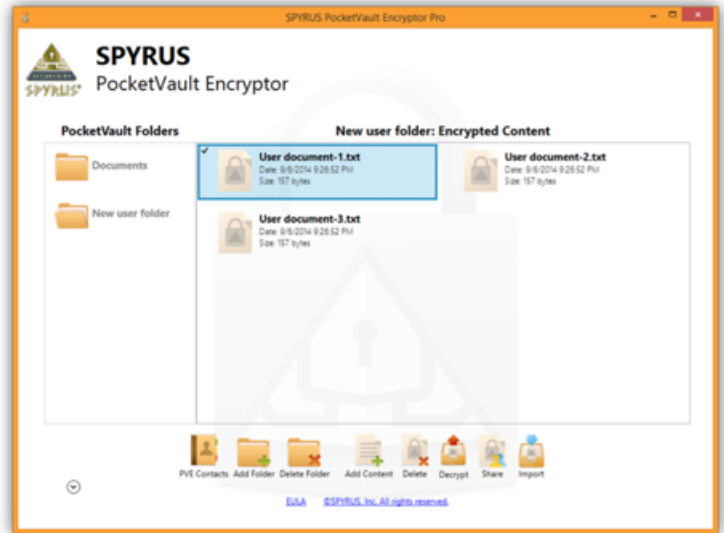 SPYRUS PocketVault Encryptor Pro
SECURED BY
SPYRUS®
SPYRUS
PocketVault Encryptor
PocketVault Folders
New user folder: Encrypted Content
Documents
New user folder
User document-1.txt
Date: 9/6/2014 9:26:52 PM
Size: 157 bytes
User document-2.txt
Date: 9/6/2014 9:26:52 PM
Size: 157 bytes
User document-3.txt
Date: 9/6/2014 9:26:52 PM
Size: 157 bytes
PVE Contacts Add Folder Delete Folder Add Content Delete Decrypt Share Import
EULA ©SPYRUS, Inc. All rights reserved.